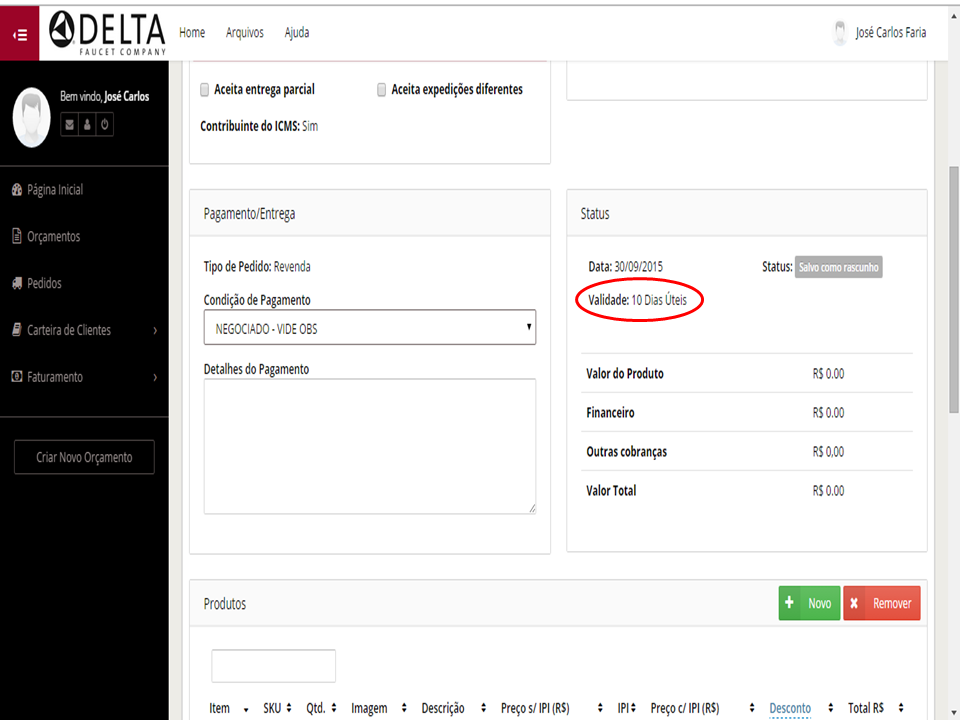 DELTA
FAUCET COMPANY
Home Arquivos Ajuda
José Carlos Faria
Bem vindo, José Carlos
Página Inicial
Orçamentos
Pedidos
Carteira de Clientes
Faturamento
Criar Novo Orçamento
Aceita entrega parcial Aceita expedições diferentes
Contribuinte do ICMS: Sim
Pagamento/Entrega
Tipo de Pedido: Revenda
Condição de Pagamento
NEGOCIADO - VIDE OBS
Detalhes do Pagamento
Status
Data: 30/09/2015 Status: Salvo como rascunho
Validade: 10 Dias Úteis
Valor do Produto R$ 0.00
Financeiro R$ 0.00
Outras cobranças R$ 0,00
Valor Total R$ 0.00
Produtos Novo Remover
Item SKU Qtd. Imagem Descrição Preço s/ IPI (R$) IPI Preço c/ IPI (R$) Desconto Total R$